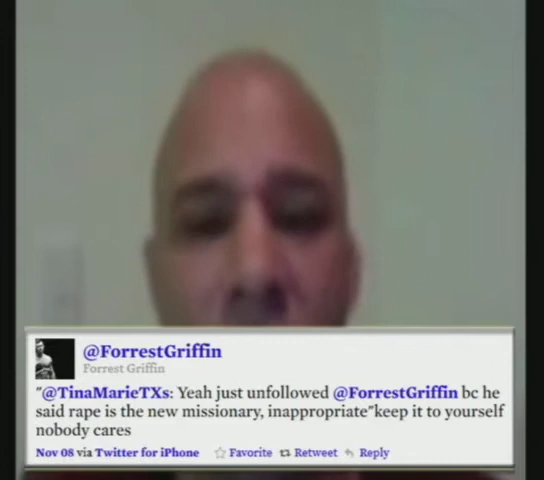 @ForrestGriffin
Forrest Griffin
"@TinaMarieTXs: Yeah just unfollowed @ForrestGriffin bc he
said rape is the new missionary, inappropriate"keep it to yourself
nobody cares
Nov 08 via Twitter for iPhone Favorite Retweet Reply